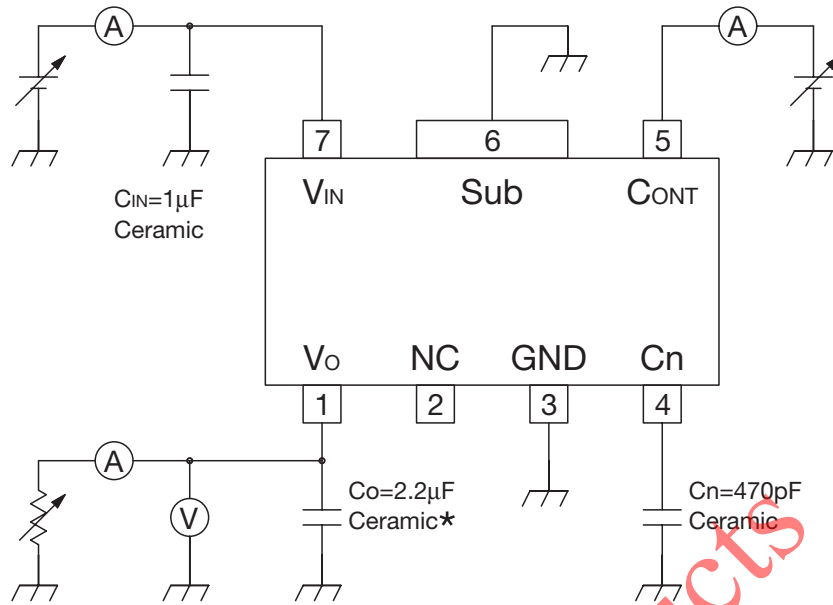 A
A
7
6
5
CIN=1μF
Ceramic
VIN
Sub
CONT
VO
NC
GND
Cn
1
2
3
4
A
V
Co=2.2μF
Ceramic*
Cn=470pF
Ceramic
cts